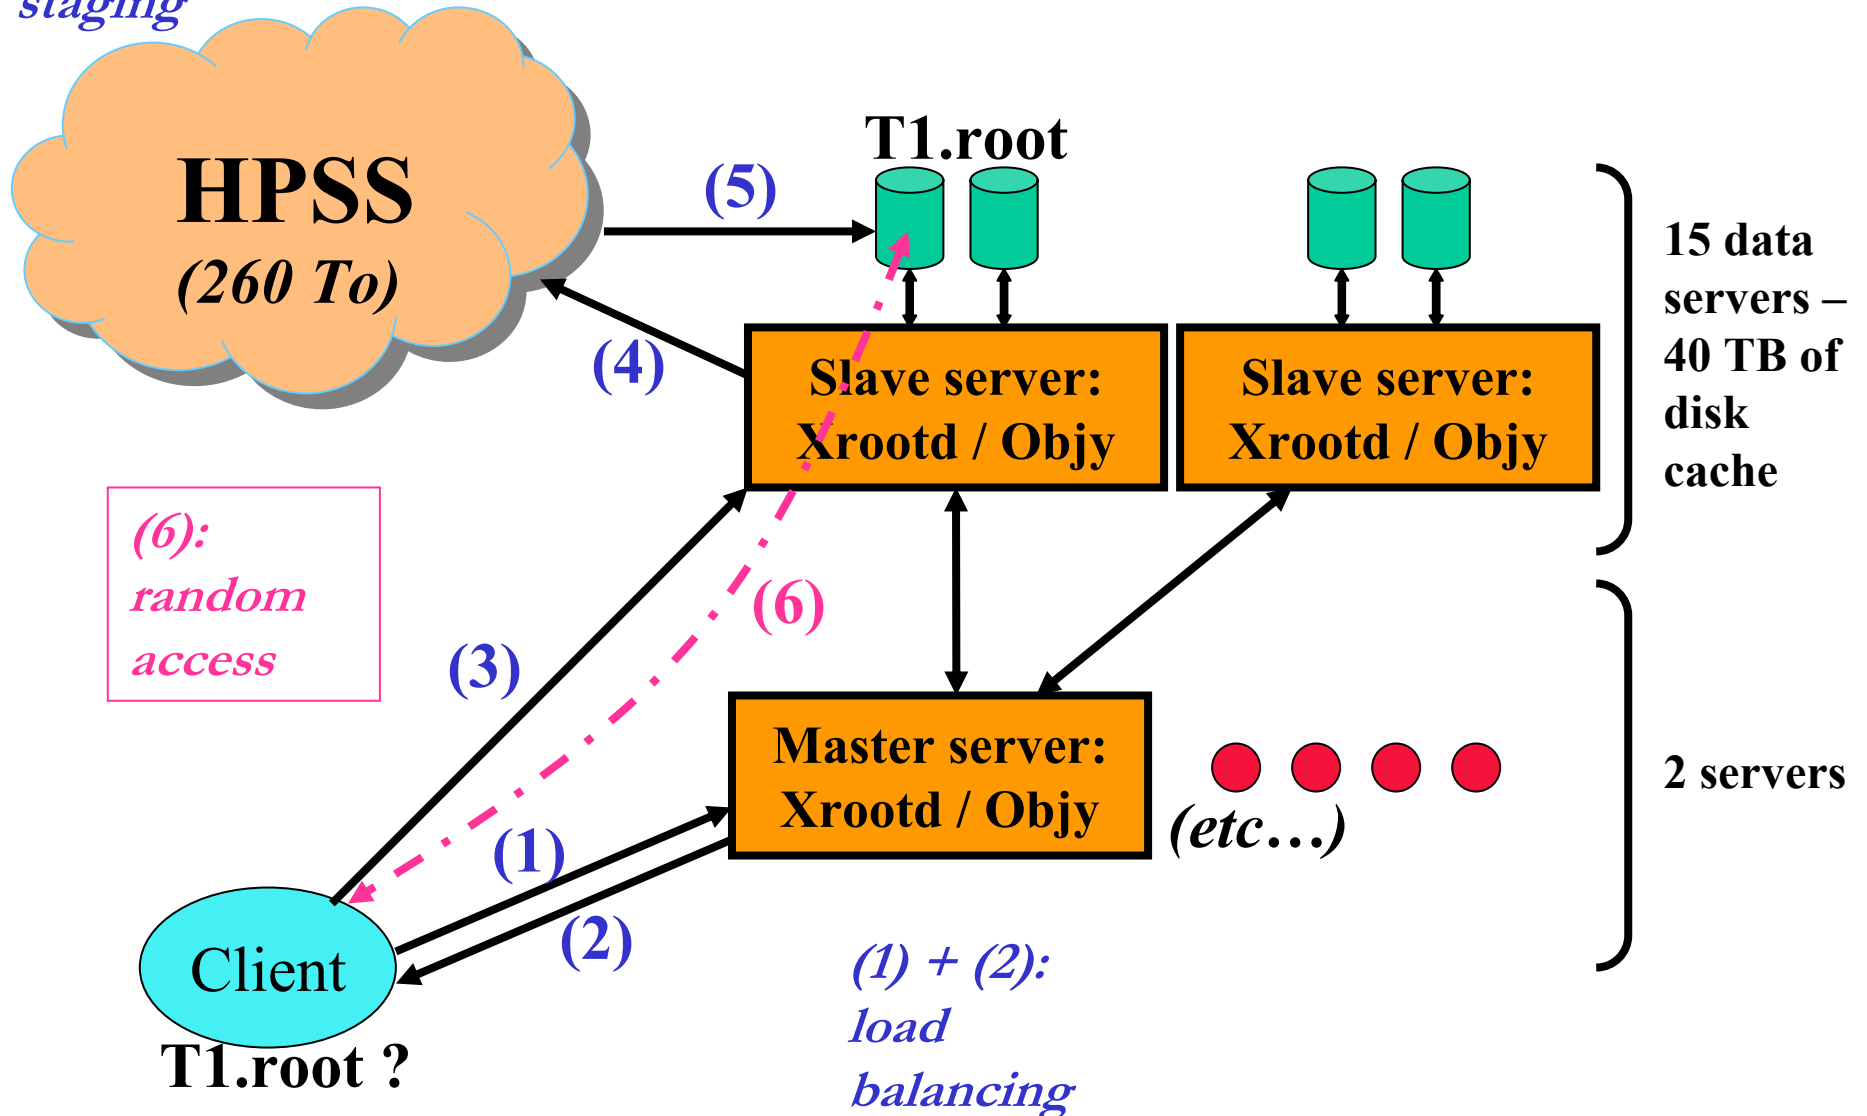 staging
HPSS
(260 To)
T1.root
(5)
(4)
Slave server:
Xrootd / Objy
Slave server:
Xrootd / Objy
15 data
servers –
40 TB of
disk
cache
(6):
random
access
(3)
(6)
Master server:
Xrootd / Objy
(etc…)
2 servers
(1)
(2)
Client
T1.root ?
(1) + (2):
load
balancing